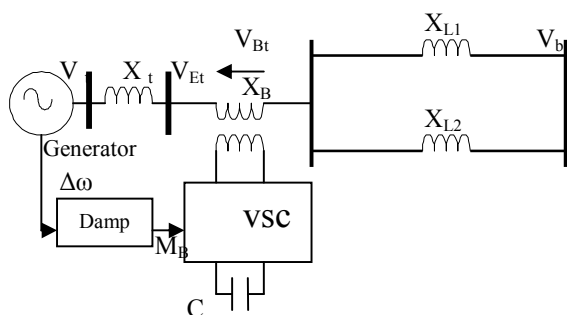 V_Bt
X_L1
V_b
V
X_t
V_Et
X_B
X_L2
Generator
Δω
Damp
M_B
VSC
C